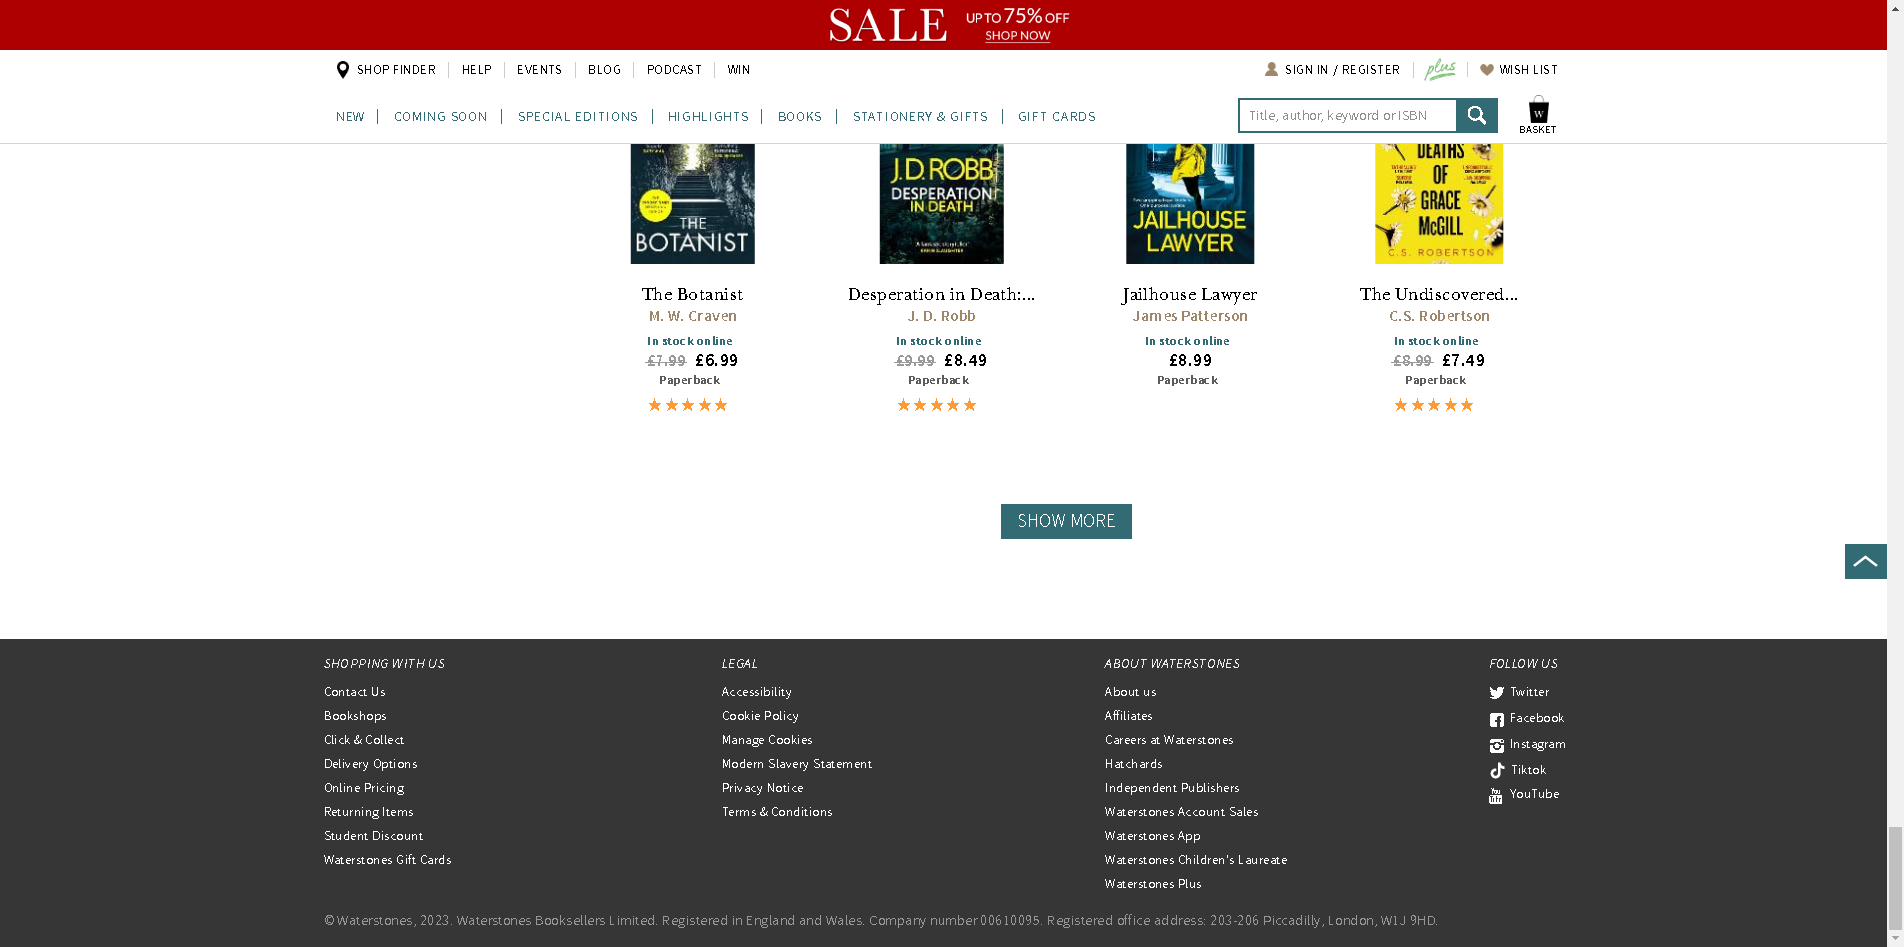 SALE UP TO 75% OFF
SHOP NOW
SHOP FINDER HELP EVENTS BLOG PODCAST WIN SIGN IN / REGISTER plus WISH LIST
NEW COMING SOON SPECIAL EDITIONS HIGHLIGHTS BOOKS STATIONERY & GIFTS GIFT CARDS Title, author, keyword or ISBN W
BASKET
THE
BOTANIST
J.D. ROBB
DESPERATION
IN DEATH
JAILHOUSE
LAWYER
DEATHS
OF
GRACE
McGILL
C.S. ROBERTSON
The Botanist
M. W. Craven
In stock online
£7.99 £6.99
Paperback
Desperation in Death:...
J. D. Robb
In stock online
£9.99 £8.49
Paperback
Jailhouse Lawyer
James Patterson
In stock online
£8.99
Paperback
The Undiscovered...
C.S. Robertson
In stock online
£8.99 £7.49
Paperback
SHOW MORE
SHOPPING WITH US
Contact Us
Bookshops
Click & Collect
Delivery Options
Online Pricing
Returning Items
Student Discount
Waterstones Gift Cards
LEGAL
Accessibility
Cookie Policy
Manage Cookies
Modern Slavery Statement
Privacy Notice
Terms & Conditions
ABOUT WATERSTONES
About us
Affiliates
Careers at Waterstones
Hatchards
Independent Publishers
Waterstones Account Sales
Waterstones App
Waterstones Children's Laureate
Waterstones Plus
FOLLOW US
Twitter
Facebook
Instagram
Tiktok
YouTube
© Waterstones, 2023. Waterstones Booksellers Limited. Registered in England and Wales. Company number 00610095. Registered office address: 203-206 Piccadilly, London, W1J 9HD.